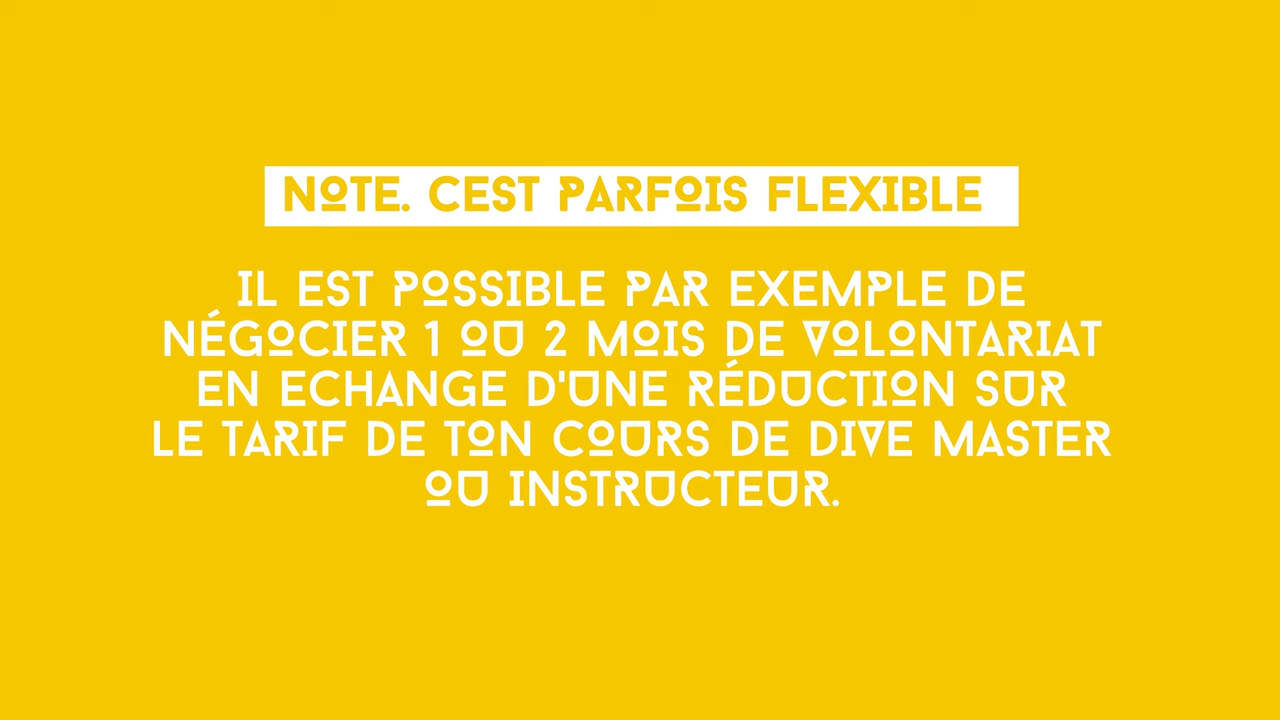 NOTE. CEST PARFOIS FLEXIBLE
IL EST POSSIBLE PAR EXEMPLE DE
NÉGOCIER 1 OU 2 MOIS DE VOLONTARIAT
EN ECHANGE D'UNE RÉDUCTION SUR
LE TARIF DE TON COURS DE DIVE MASTER
OU INSTRUCTEUR.